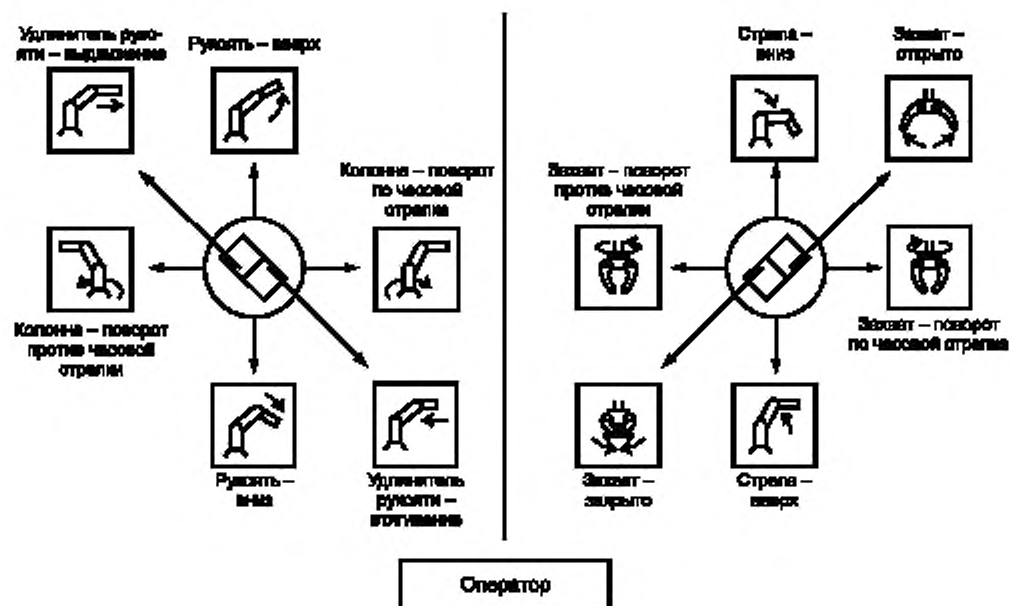 Удлинитель руко-
яти – выдвижение
Рукоять – вверх
Стрела –
вниз
Захват –
открыто
Колонна – поворот
по часовой
стрелке
Захват – поворот
против часовой
стрелки
Колонна – поворот
против часовой
стрелки
Захват – поворот
по часовой стрелке
Рукоять –
вниз
Удлинитель
рукояти –
втягивание
Захват –
закрыто
Стрела –
вверх
Оператор